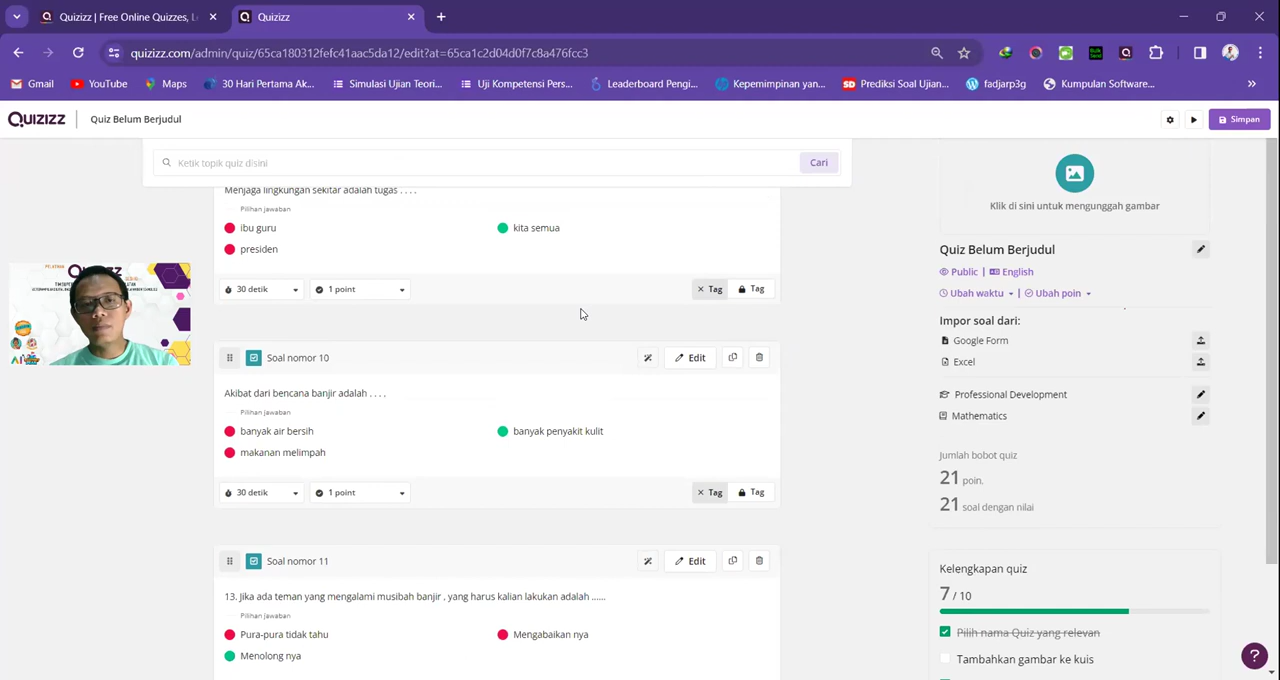 Quizizz | Free Online Quizzes, Le
Quizizz
quizizz.com/admin/quiz/65ca180312fefc41aac5da12/edit?at=65ca1c2d04d0f7c8a476fcc3
Gmail
YouTube
Maps
30 Hari Pertama Ak...
Simulasi Ujian Teori...
Uji Kompetensi Pers...
Leaderboard Pengi...
Kepemimpinan yan...
Prediksi Soal Ujian...
fadjarp3g
Kumpulan Software...
QUIZIZZ
Quiz Belum Berjudul
Simpan
Ketik topik quiz disini
Cari
Menjaga lingkungan sekitar adalah tugas . . . .
Pilihan jawaban
ibu guru
kita semua
presiden
30 detik
1 point
Tag
Tag
Soal nomor 10
Edit
Akibat dari bencana banjir adalah . . . .
Pilihan jawaban
banyak air bersih
banyak penyakit kulit
makanan melimpah
30 detik
1 point
Tag
Tag
Soal nomor 11
Edit
13. Jika ada teman yang mengalami musibah banjir , yang harus kalian lakukan adalah ......
Pilihan jawaban
Pura-pura tidak tahu
Mengabaikan nya
Menolong nya
Klik di sini untuk mengunggah gambar
Quiz Belum Berjudul
Public | English
Ubah waktu | Ubah poin
Impor soal dari:
Google Form
Excel
Professional Development
Mathematics
Jumlah bobot quiz
21 poin.
21 soal dengan nilai
Kelengkapan quiz
7 / 10
Pilih nama Quiz yang relevan
Tambahkan gambar ke kuis